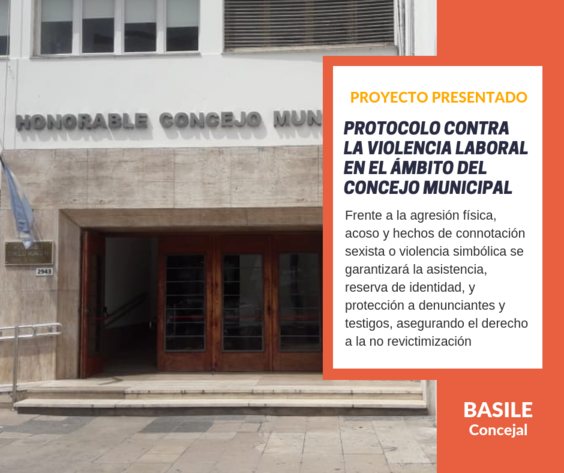 HONORABLE CONCEJO MUN
2943
PROYECTO PRESENTADO
PROTOCOLO CONTRA
LA VIOLENCIA LABORAL
EN EL ÁMBITO DEL
CONCEJO MUNICIPAL
Frente a la agresión física,
acoso y hechos de connotación
sexista o violencia simbólica se
garantizará la asistencia,
reserva de identidad, y
protección a denunciantes y
testigos, asegurando el derecho
a la no revictimización
BASILE
Concejal